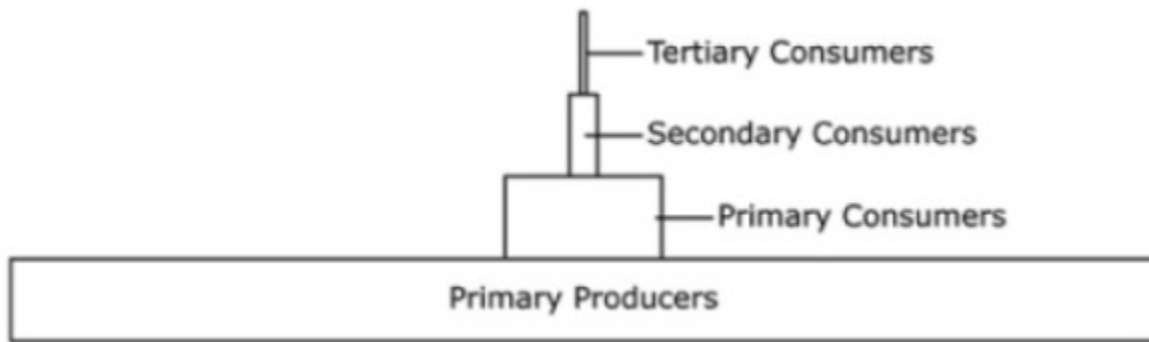 Tertiary Consumers
Secondary Consumers
Primary Consumers
Primary Producers